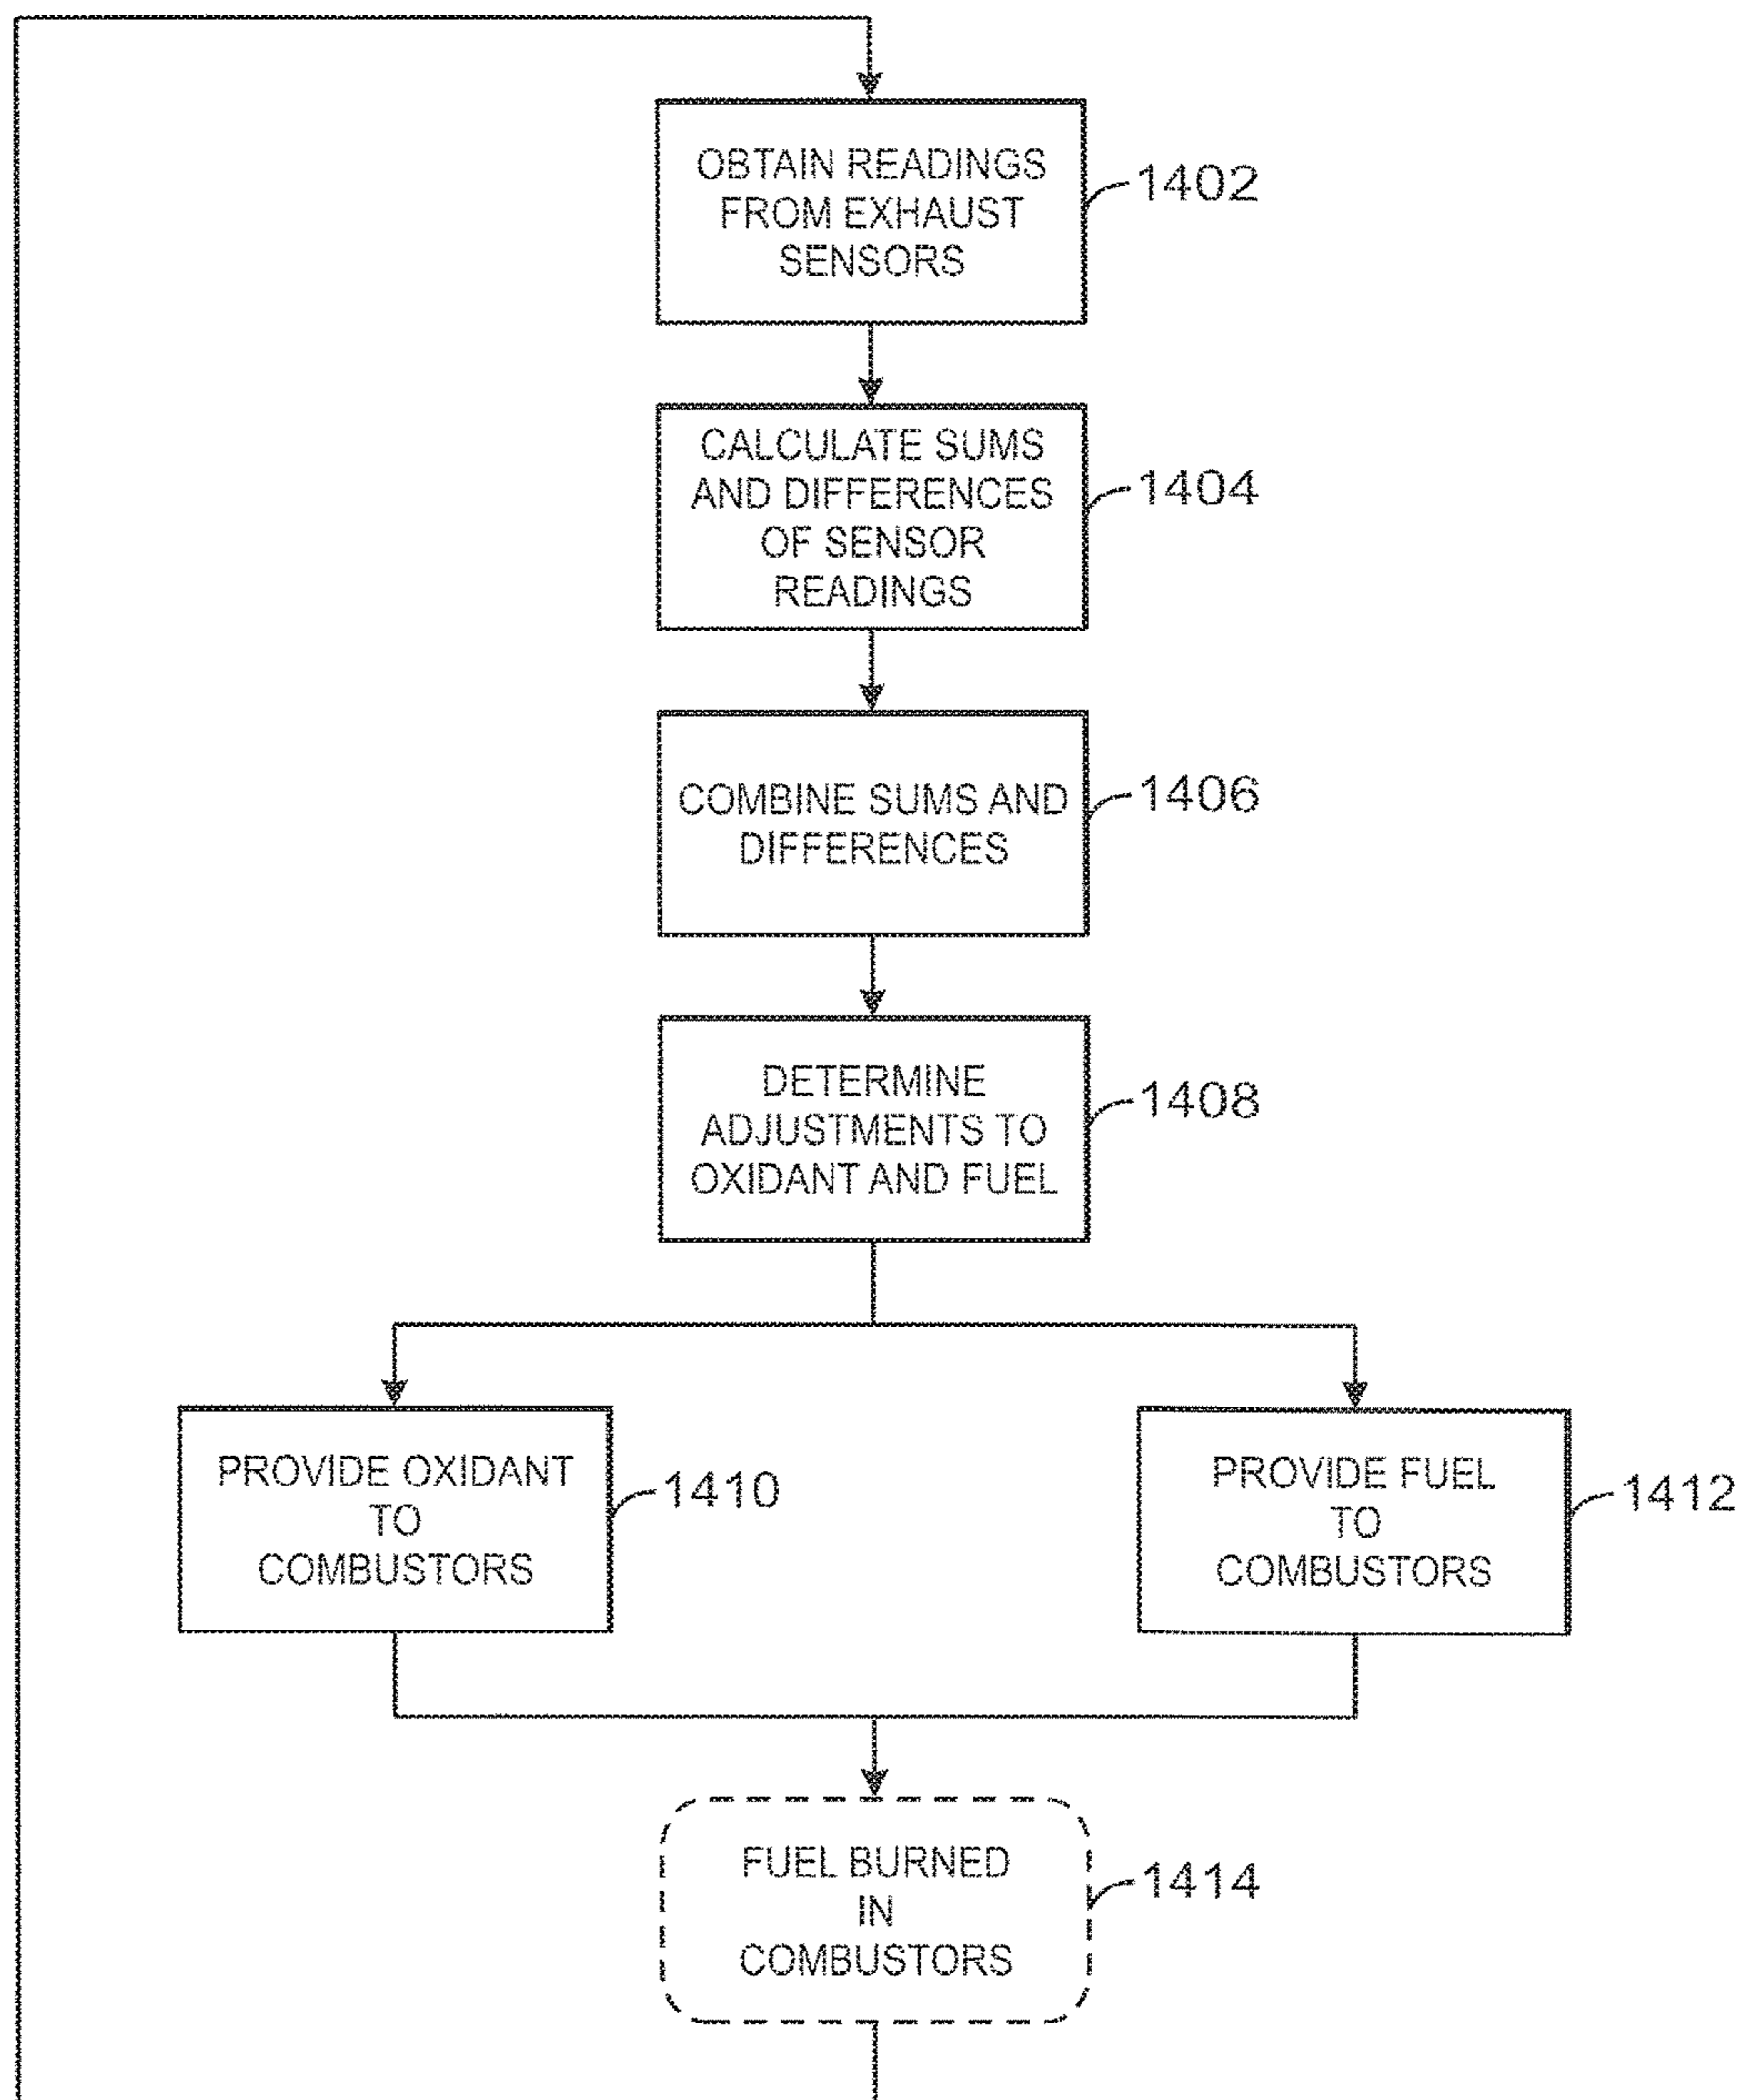 OBTAIN READINGS
FROM EXHAUST
SENSORS
1402
CALCULATE SUMS
AND DIFFERENCES
OF SENSOR
READINGS
1404
COMBINE SUMS AND
DIFFERENCES
1406
DETERMINE
ADJUSTMENTS TO
OXIDANT AND FUEL
1408
PROVIDE OXIDANT
TO
COMBUSTORS
1410
PROVIDE FUEL
TO
COMBUSTORS
1412
FUEL BURNED
IN
COMBUSTORS
1414